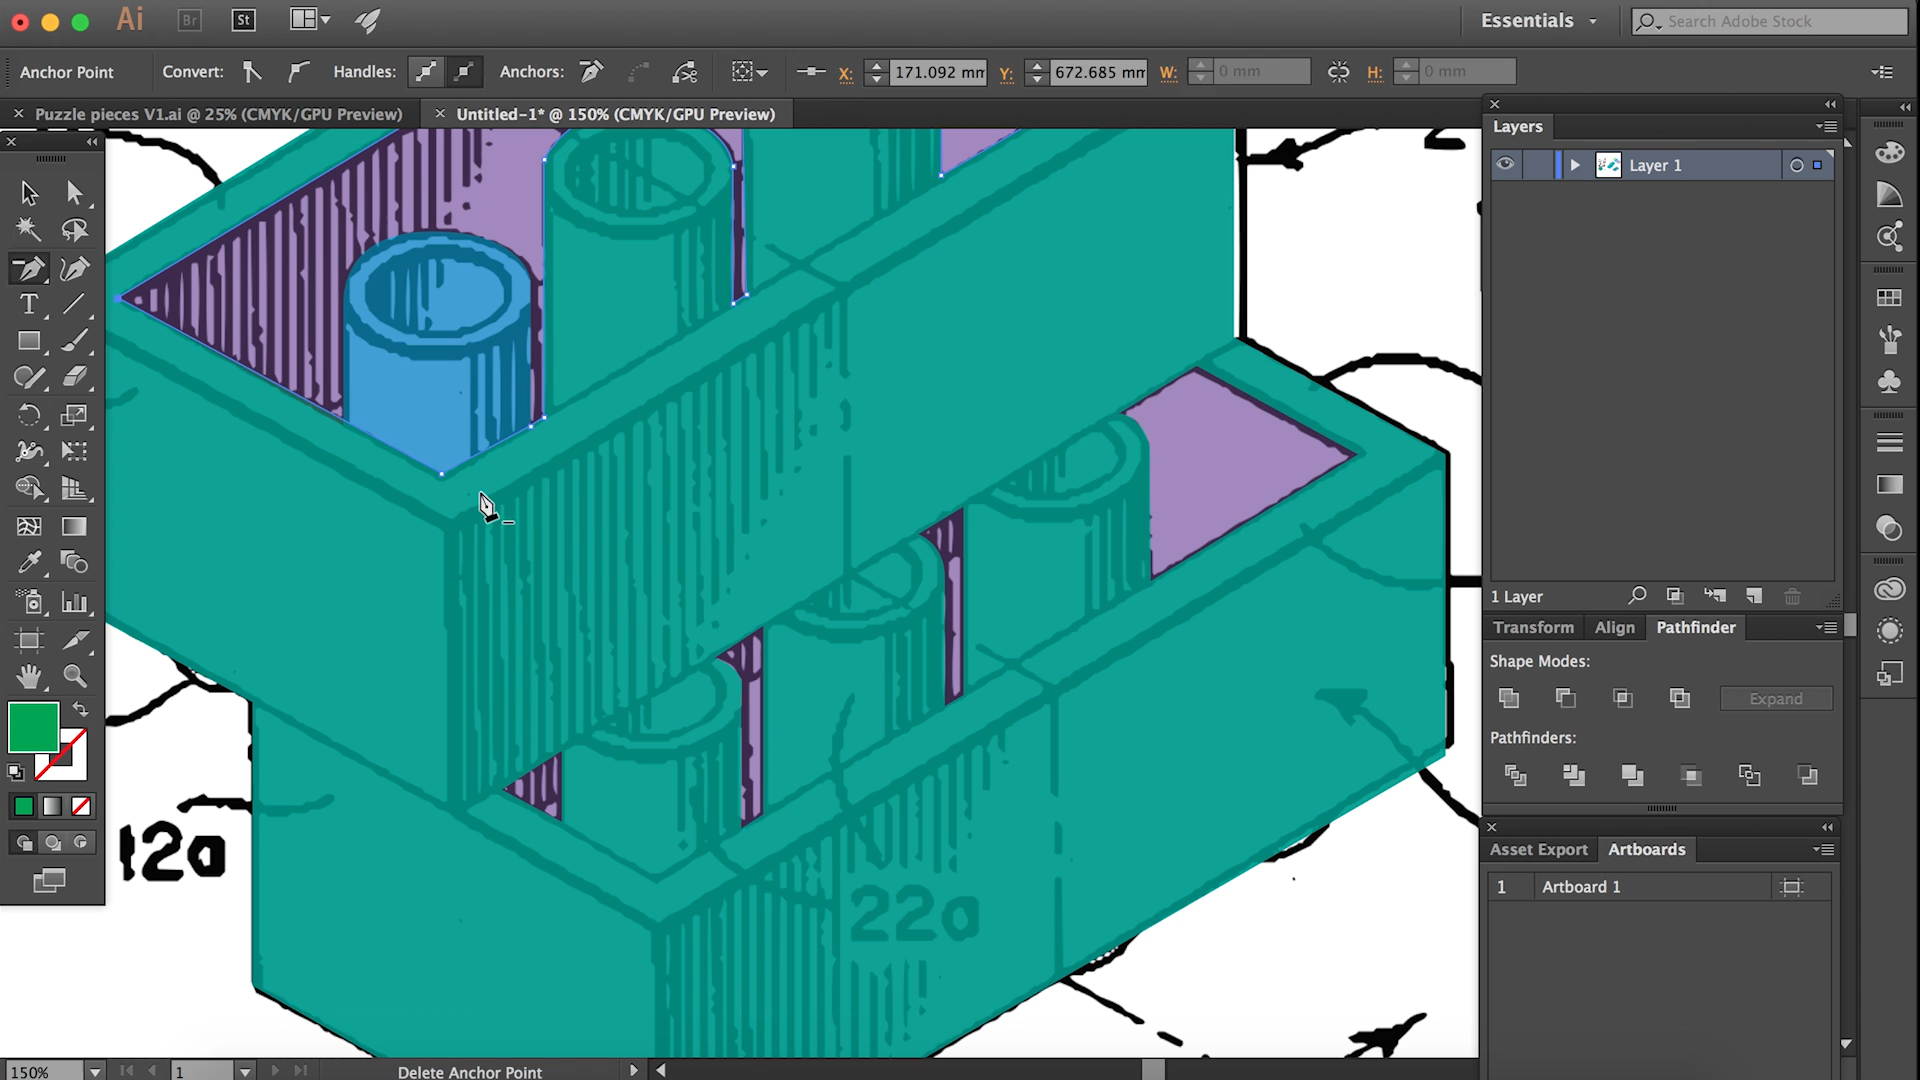 Ai Br St Essentials Search Adobe Stock
Anchor Point Convert: Handles: Anchors: X: 171.092 mm Y: 672.685 mm W: 0 mm H: 0 mm
× Puzzle pieces V1.ai @ 25% (CMYK/GPU Preview) × Untitled-1* @ 150% (CMYK/GPU Preview)
Layers
Layer 1
T
1 Layer
Transform Align Pathfinder
Shape Modes:
Expand
Pathfinders:
Asset Export Artboards
1 Artboard 1
12a
22a
150% 1 Delete Anchor Point